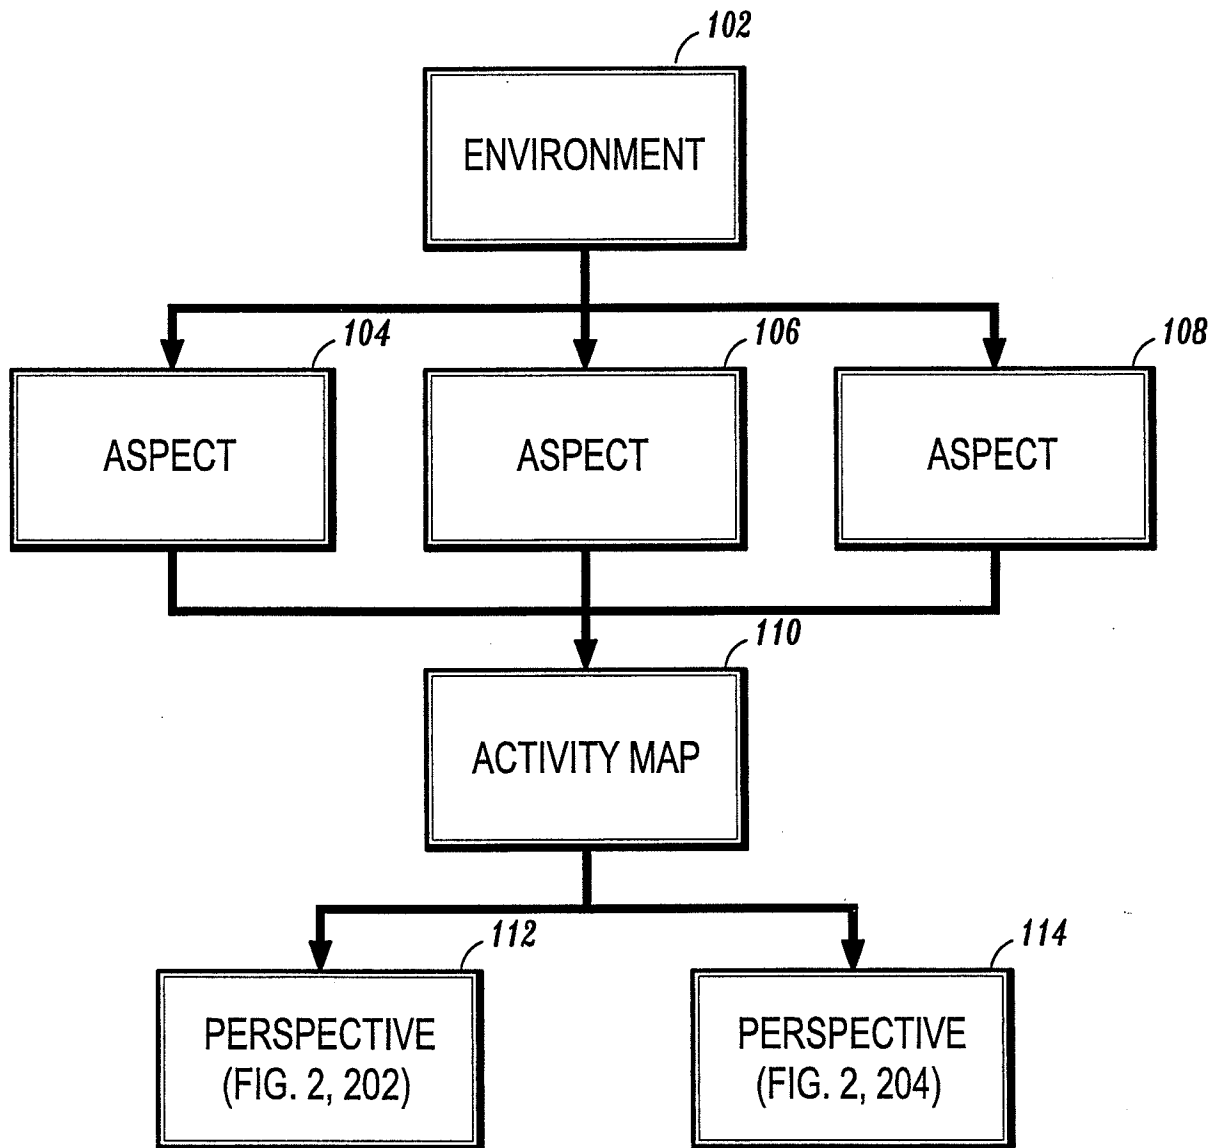 102
ENVIRONMENT
104
106
108
ASPECT
ASPECT
ASPECT
110
ACTIVITY MAP
112
114
PERSPECTIVE
(FIG. 2, 202)
PERSPECTIVE
(FIG. 2, 204)